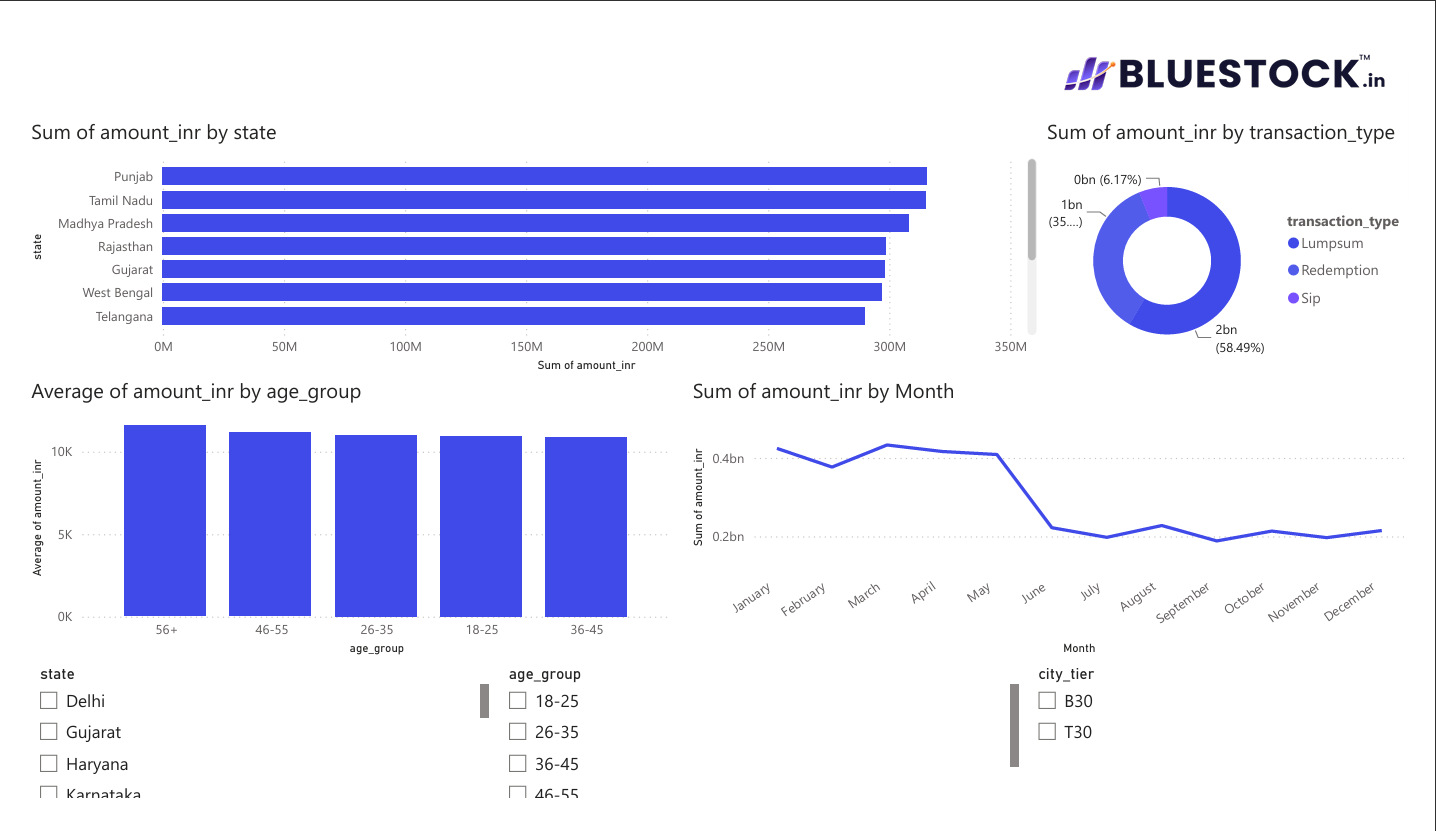 BLUESTOCK.in
TM
Sum of amount_inr by state
state
Punjab
Tamil Nadu
Madhya Pradesh
Rajasthan
Gujarat
West Bengal
Telangana
0M 50M 100M 150M 200M 250M 300M 350M
Sum of amount_inr
Sum of amount_inr by transaction_type
0bn (6.17%)
1bn
(35....)
2bn
(58.49%)
transaction_type
Lumpsum
Redemption
Sip
Average of amount_inr by age_group
Average of amount_inr
10K
5K
0K
56+ 46-55 26-35 18-25 36-45
age_group
Sum of amount_inr by Month
Sum of amount_inr
0.4bn
0.2bn
January February March April May June July August September October November December
Month
state
Delhi
Gujarat
Haryana
Karnataka
age_group
18-25
26-35
36-45
46-55
city_tier
B30
T30